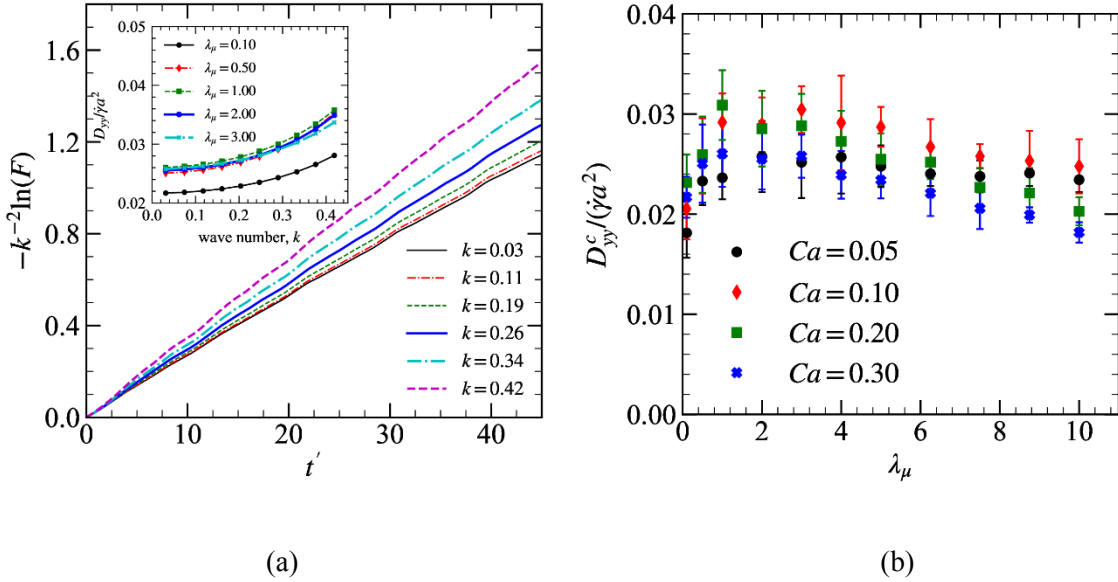 1.6
1.2
0.8
0.4
0.0
−k⁻²ln(F)
0 10 20 30 40
t′
0.05
0.04
0.03
0.02
D_yy/γ̇a²
0.0 0.1 0.2 0.3 0.4
wave number, k
λ_μ = 0.10
λ_μ = 0.50
λ_μ = 1.00
λ_μ = 2.00
λ_μ = 3.00
k = 0.03
k = 0.11
k = 0.19
k = 0.26
k = 0.34
k = 0.42
(a)
0.04
0.03
0.02
0.01
0.00
D^c_yy/(γ̇a²)
0 2 4 6 8 10
λ_μ
Ca = 0.05
Ca = 0.10
Ca = 0.20
Ca = 0.30
(b)